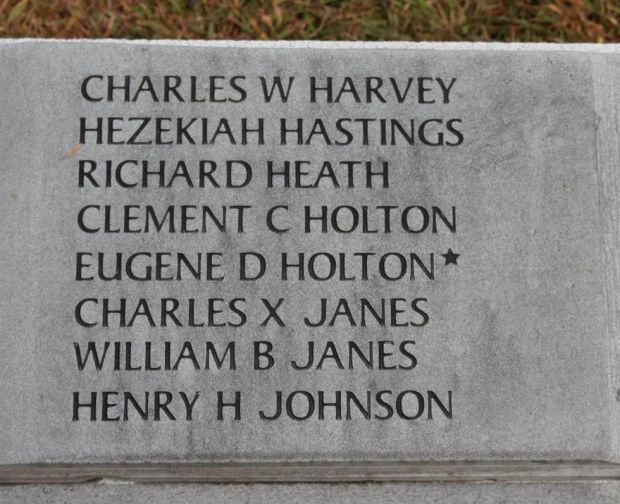 CHARLES W HARVEY
HEZEKIAH HASTINGS
RICHARD HEATH
CLEMENT C HOLTON
EUGENE D HOLTON★
CHARLES X JANES
WILLIAM B JANES
HENRY H JOHNSON